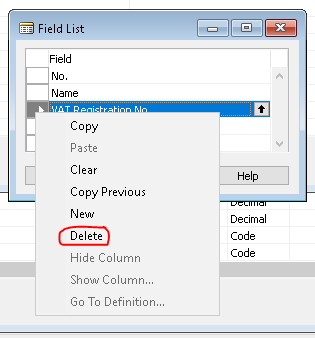 Field List
Field
No.
Name
VAT Registration No.
Copy
Paste
Clear
Copy Previous
New
Delete
Hide Column
Show Column...
Go To Definition...
Help
Decimal
Decimal
Code
Code